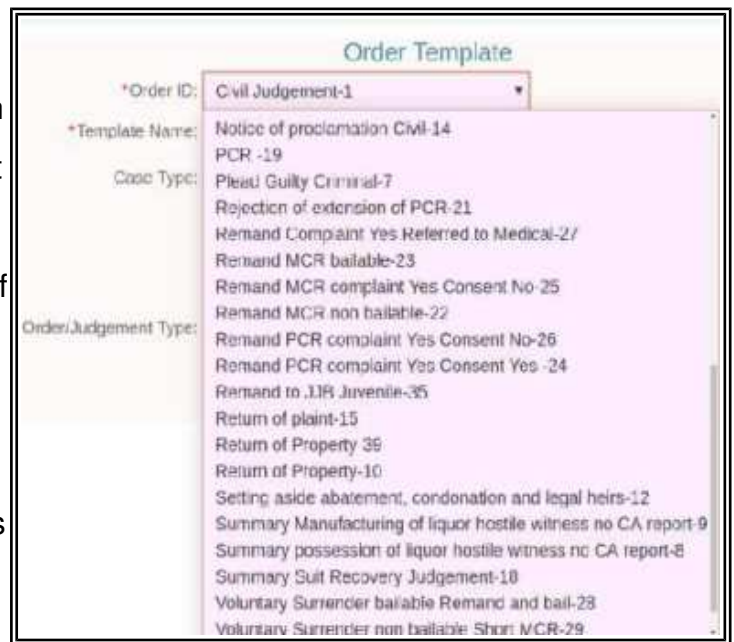 Order Template
*Order ID: Civil Judgement-1
*Template Name:
Case Type:
Order/Judgement Type:
Notice of proclamation Civil-14
PCR -19
Plead Guilty Criminal-7
Rejection of extension of PCR-21
Remand Complaint Yes Referred to Medical-27
Remand MCR bailable-23
Remand MCR complaint Yes Consent No-25
Remand MCR non bailable-22
Remand PCR complaint Yes Consent No-26
Remand PCR complaint Yes Consent Yes -24
Remand to JJB Juvenile-35
Return of plaint-15
Return of Property 39
Return of Property-10
Setting aside abatement, condonation and legal heirs-12
Summary Manufacturing of liquor hostile witness no CA report-9
Summary possession of liquor hostile witness no CA report-8
Summary Suit Recovery Judgement-18
Voluntary Surrender bailable Remand and bail-28
Voluntary Surrender non bailable Short MCR-29